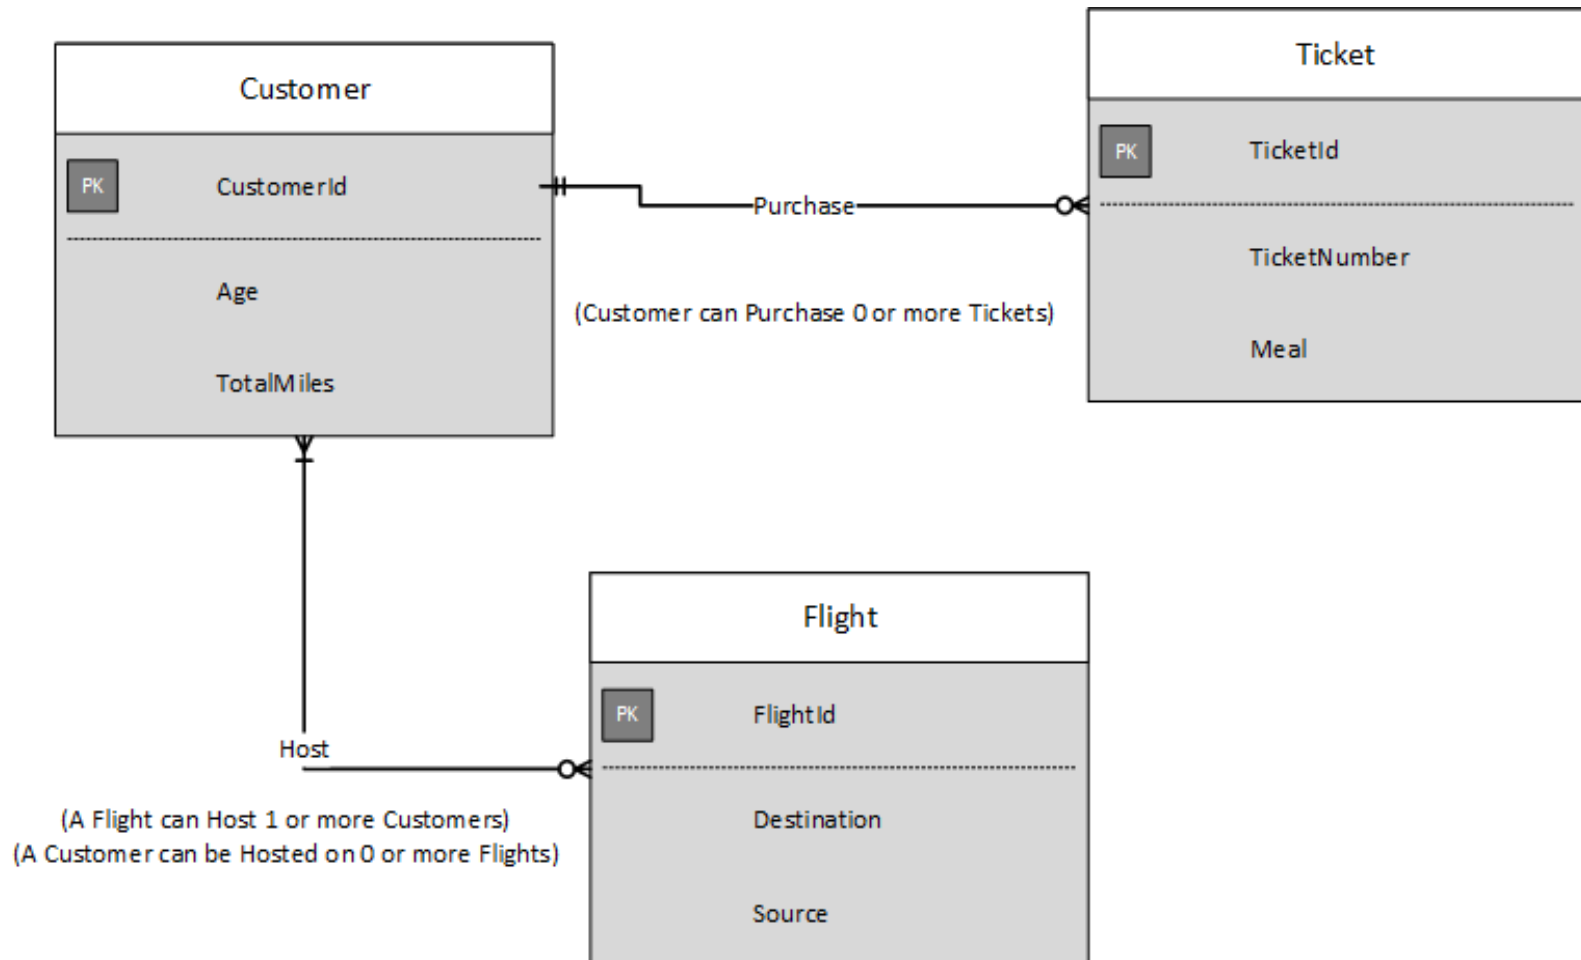 Customer
PK
CustomerId
Age
TotalMiles
Purchase
(Customer can Purchase 0 or more Tickets)
Ticket
PK
TicketId
TicketNumber
Meal
Host
(A Flight can Host 1 or more Customers)
(A Customer can be Hosted on 0 or more Flights)
Flight
PK
FlightId
Destination
Source